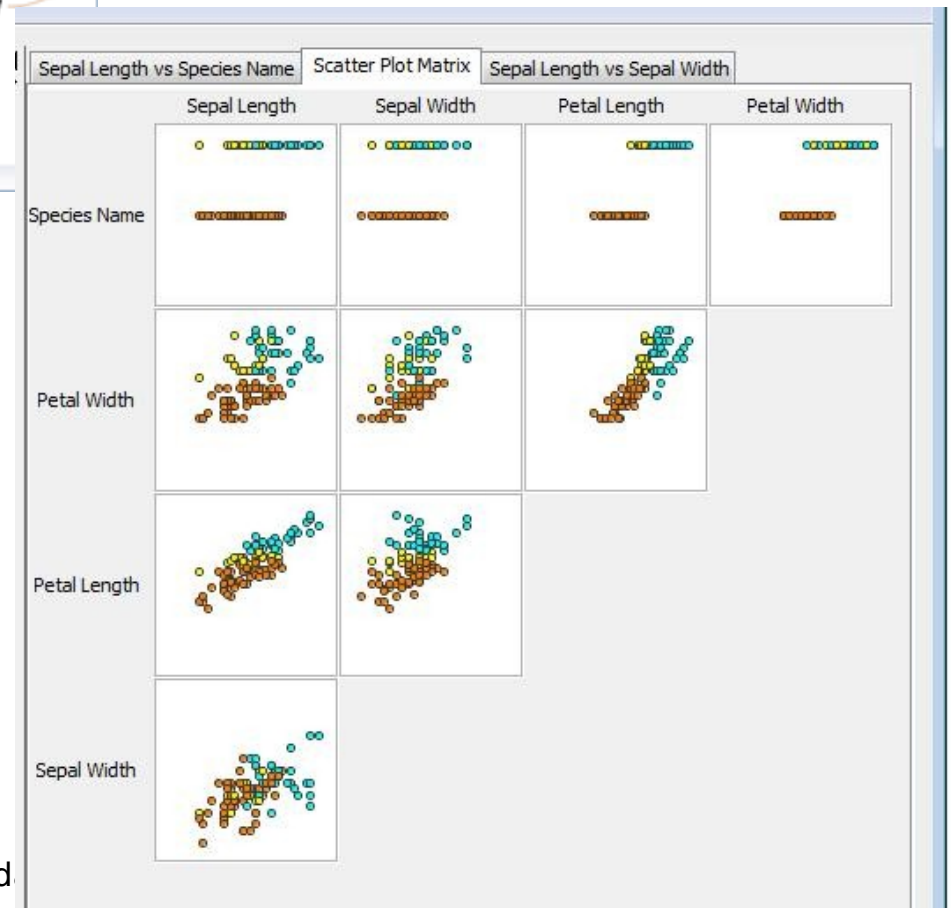 Sepal Length vs Species Name Scatter Plot Matrix Sepal Length vs Sepal Width
Sepal Length Sepal Width Petal Length Petal Width
Species Name
Petal Width
Petal Length
Sepal Width